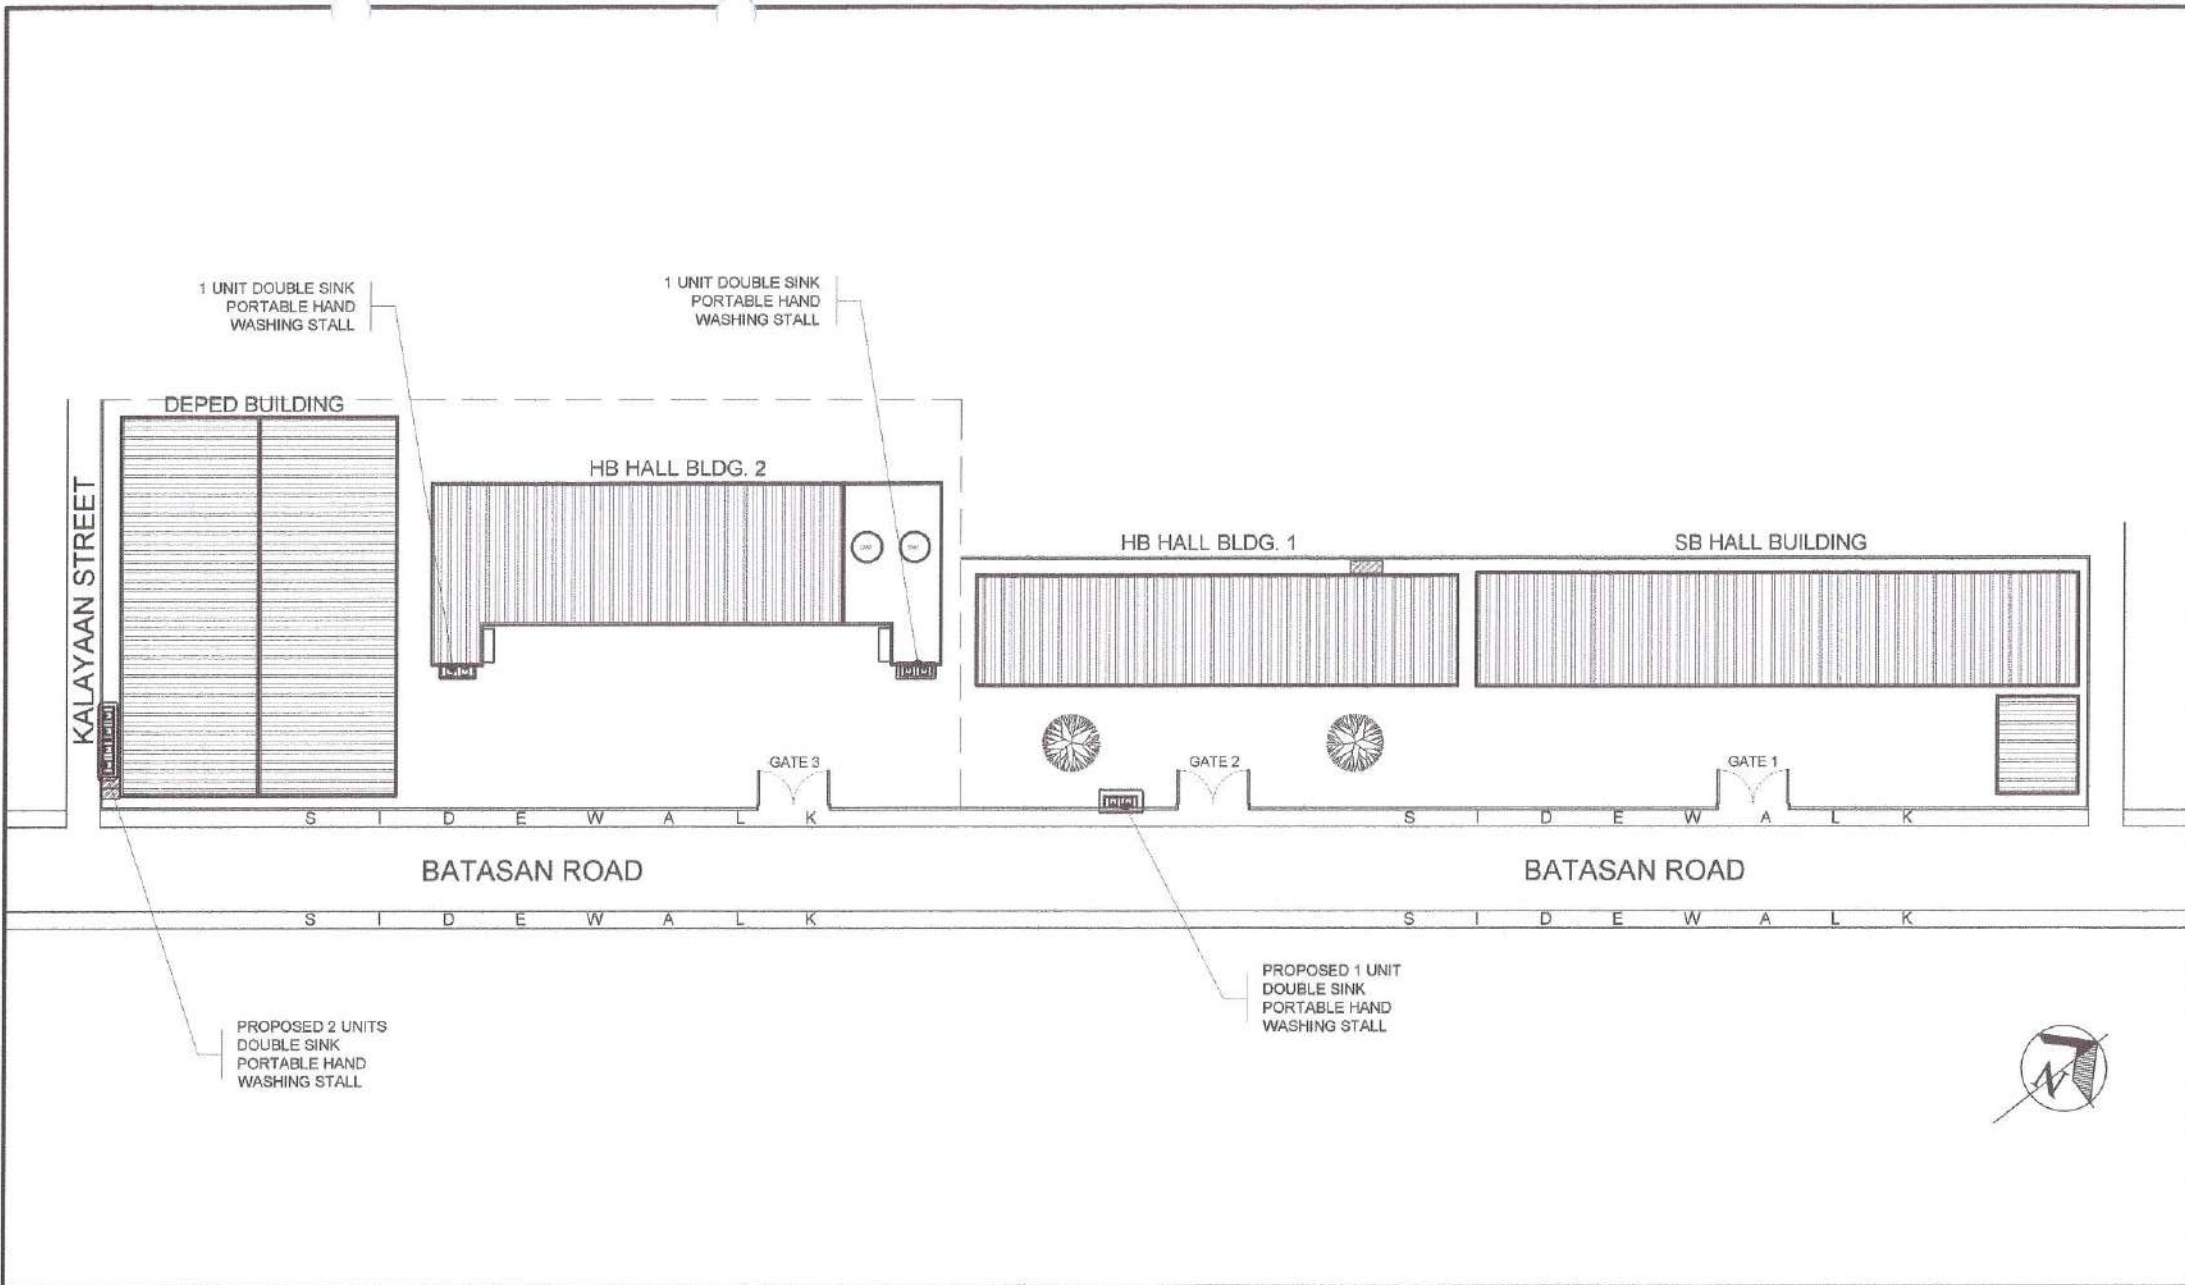 1 UNIT DOUBLE SINK
PORTABLE HAND
WASHING STALL
1 UNIT DOUBLE SINK
PORTABLE HAND
WASHING STALL
DEPED BUILDING
HB HALL BLDG. 2
HB HALL BLDG. 1
SB HALL BUILDING
KALAYAAN STREET
GATE 3
GATE 2
GATE 1
S I D E W A L K
S I D E W A L K
BATASAN ROAD
BATASAN ROAD
S I D E W A L K
S I D E W A L K
PROPOSED 1 UNIT
DOUBLE SINK
PORTABLE HAND
WASHING STALL
PROPOSED 2 UNITS
DOUBLE SINK
PORTABLE HAND
WASHING STALL
N